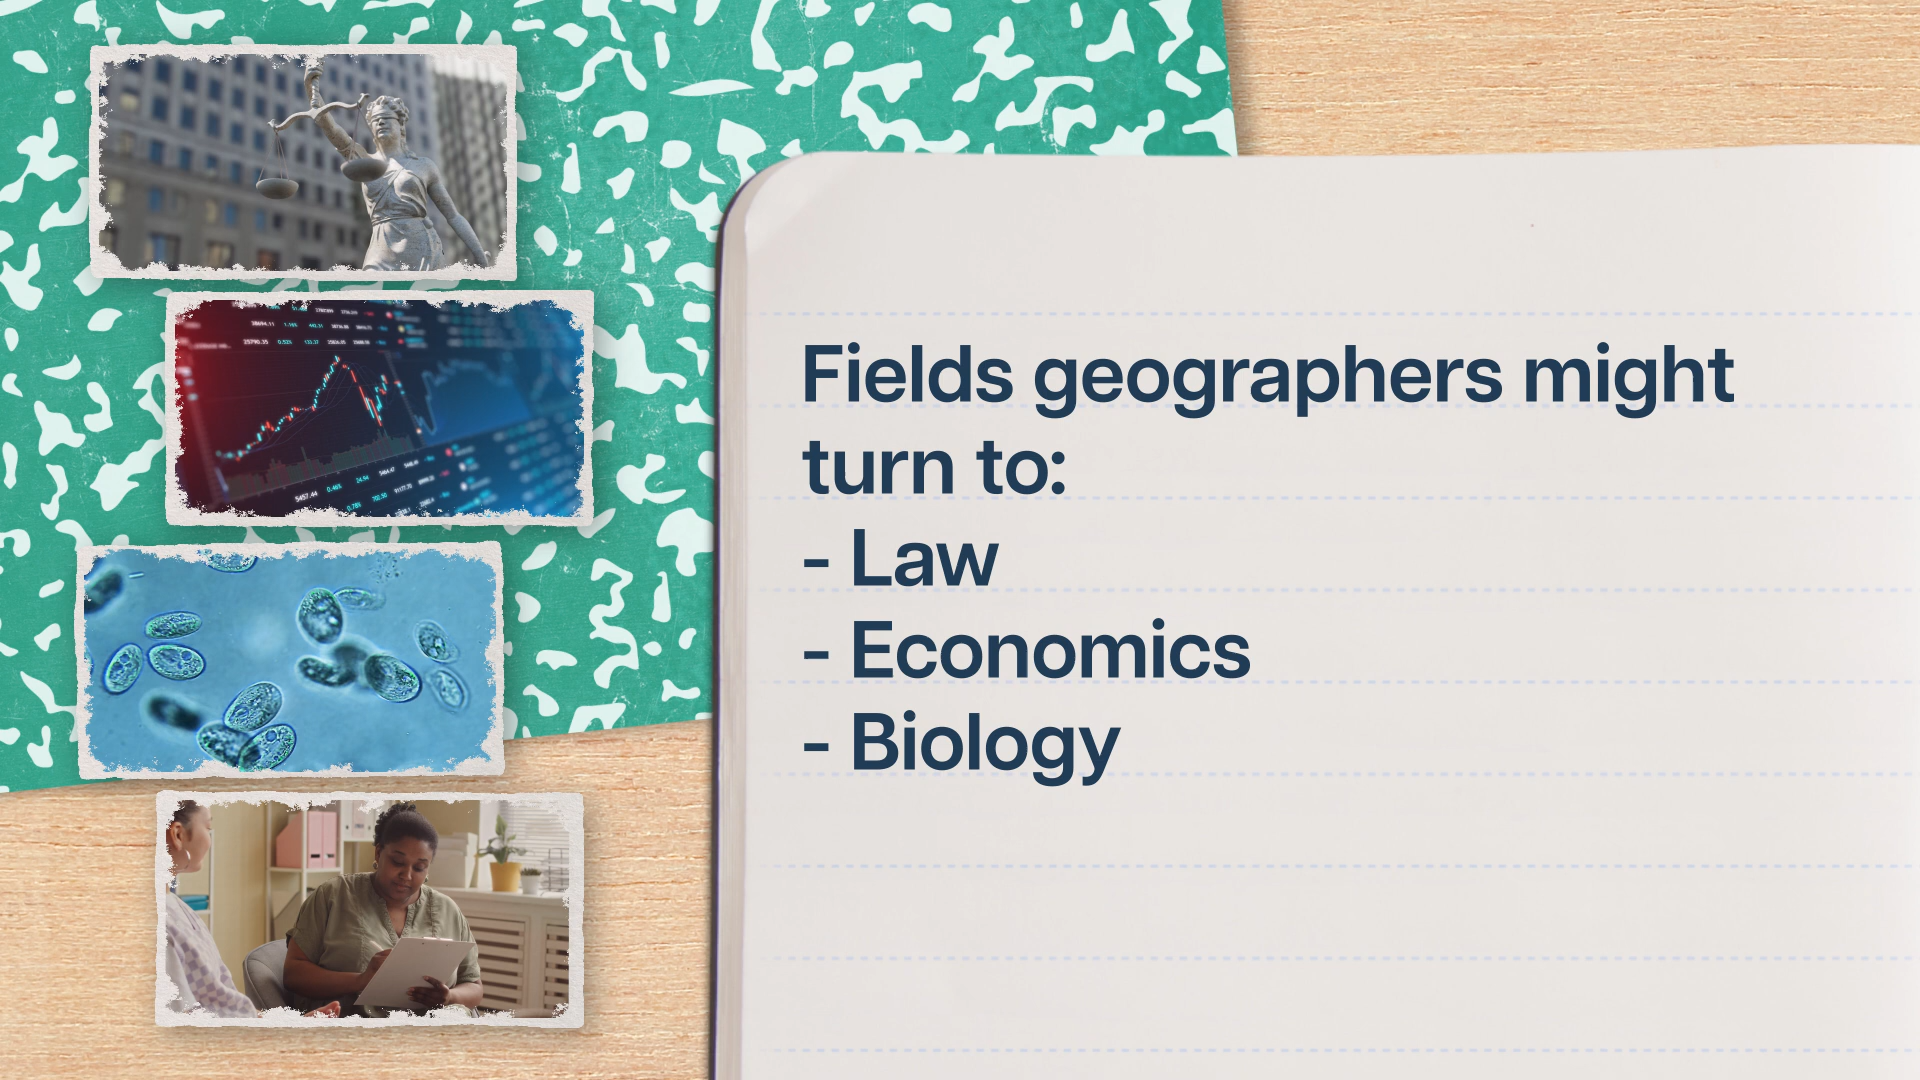 Fields geographers might
turn to:
- Law
- Economics
- Biology